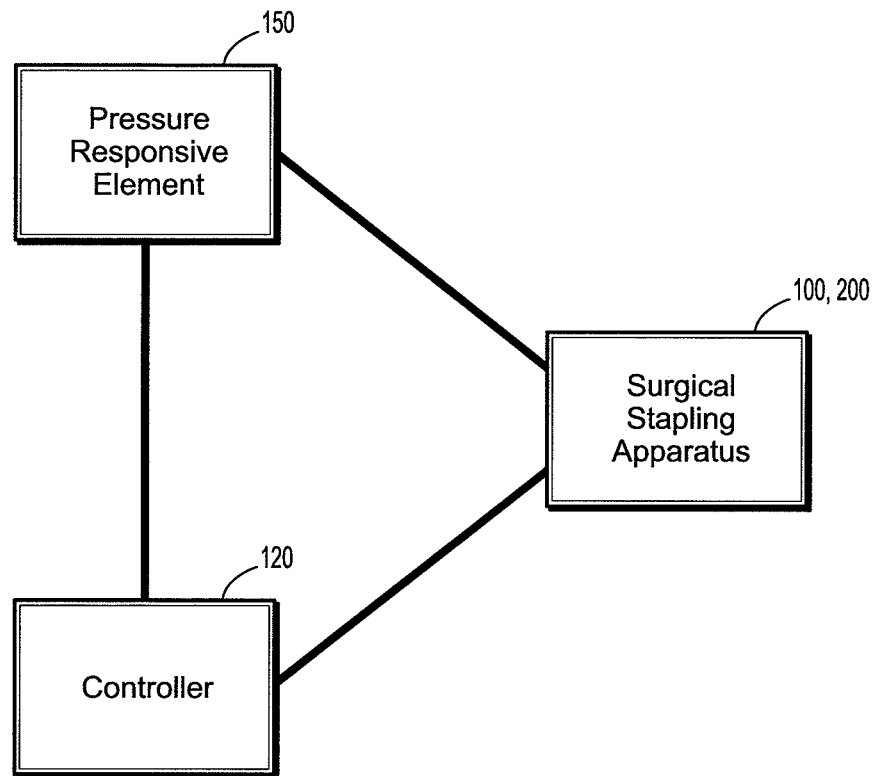 150
Pressure
Responsive
Element
100, 200
Surgical
Stapling
Apparatus
120
Controller